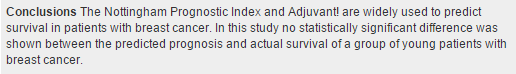 Conclusions The Nottingham Prognostic Index and Adjuvant! are widely used to predict
survival in patients with breast cancer. In this study no statistically significant difference was
shown between the predicted prognosis and actual survival of a group of young patients with
breast cancer.